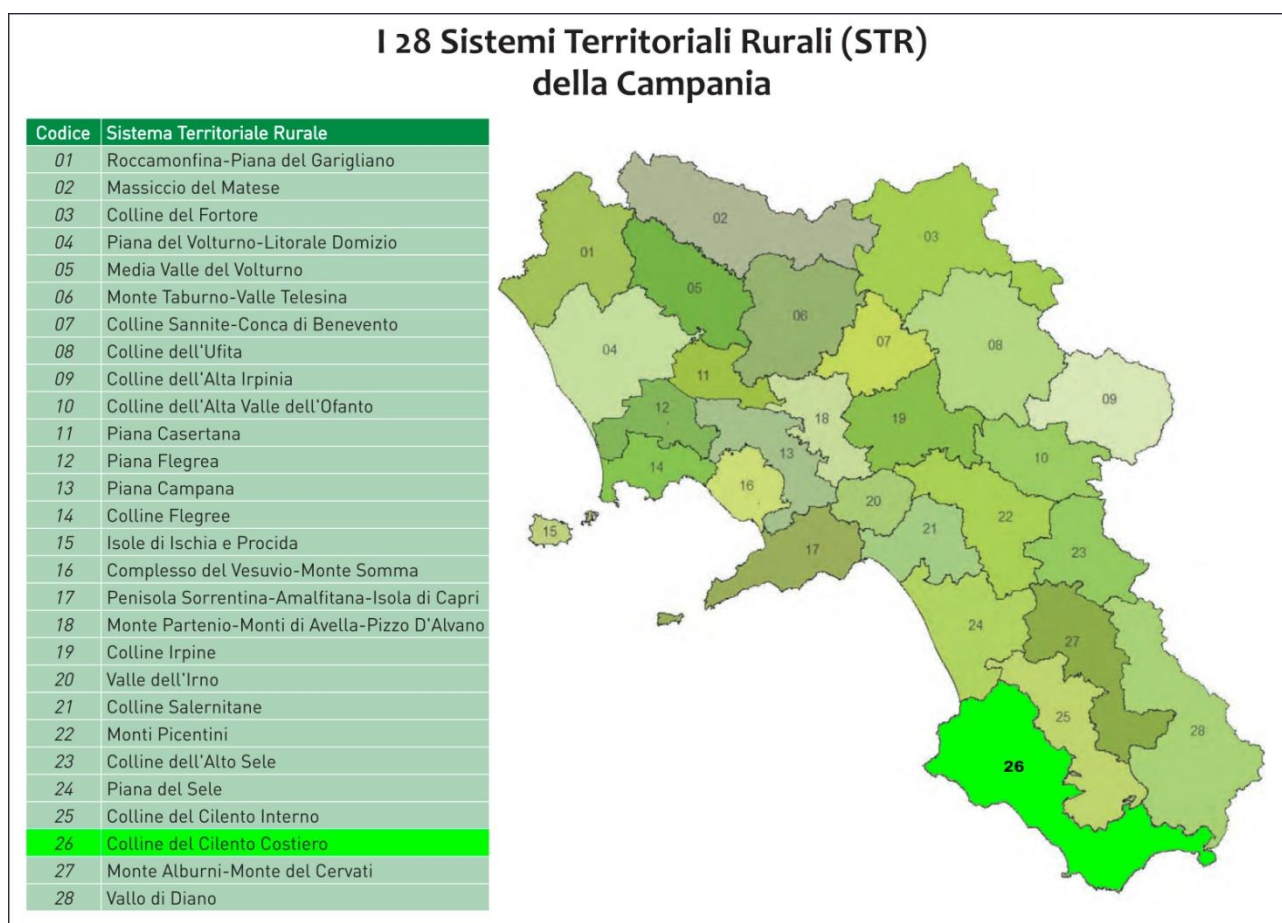 I 28 Sistemi Territoriali Rurali (STR)
della Campania
Codice Sistema Territoriale Rurale
01 Roccamonfina-Piana del Garigliano
02 Massiccio del Matese
03 Colline del Fortore
04 Piana del Volturno-Litorale Domizio
05 Media Valle del Volturno
06 Monte Taburno-Valle Telesina
07 Colline Sannite-Conca di Benevento
08 Colline dell'Ufita
09 Colline dell'Alta Irpinia
10 Colline dell'Alta Valle dell'Ofanto
11 Piana Casertana
12 Piana Flegrea
13 Piana Campana
14 Colline Flegree
15 Isole di Ischia e Procida
16 Complesso del Vesuvio-Monte Somma
17 Penisola Sorrentina-Amalfitana-Isola di Capri
18 Monte Partenio-Monti di Avella-Pizzo D'Alvano
19 Colline Irpine
20 Valle dell'Irno
21 Colline Salernitane
22 Monti Picentini
23 Colline dell'Alto Sele
24 Piana del Sele
25 Colline del Cilento Interno
26 Colline del Cilento Costiero
27 Monte Alburni-Monte del Cervati
28 Vallo di Diano
02
03
01
05
06
07
08
04
11
09
12
18
19
13
10
14
16
20
22
15
21
17
23
24
27
25
28
26